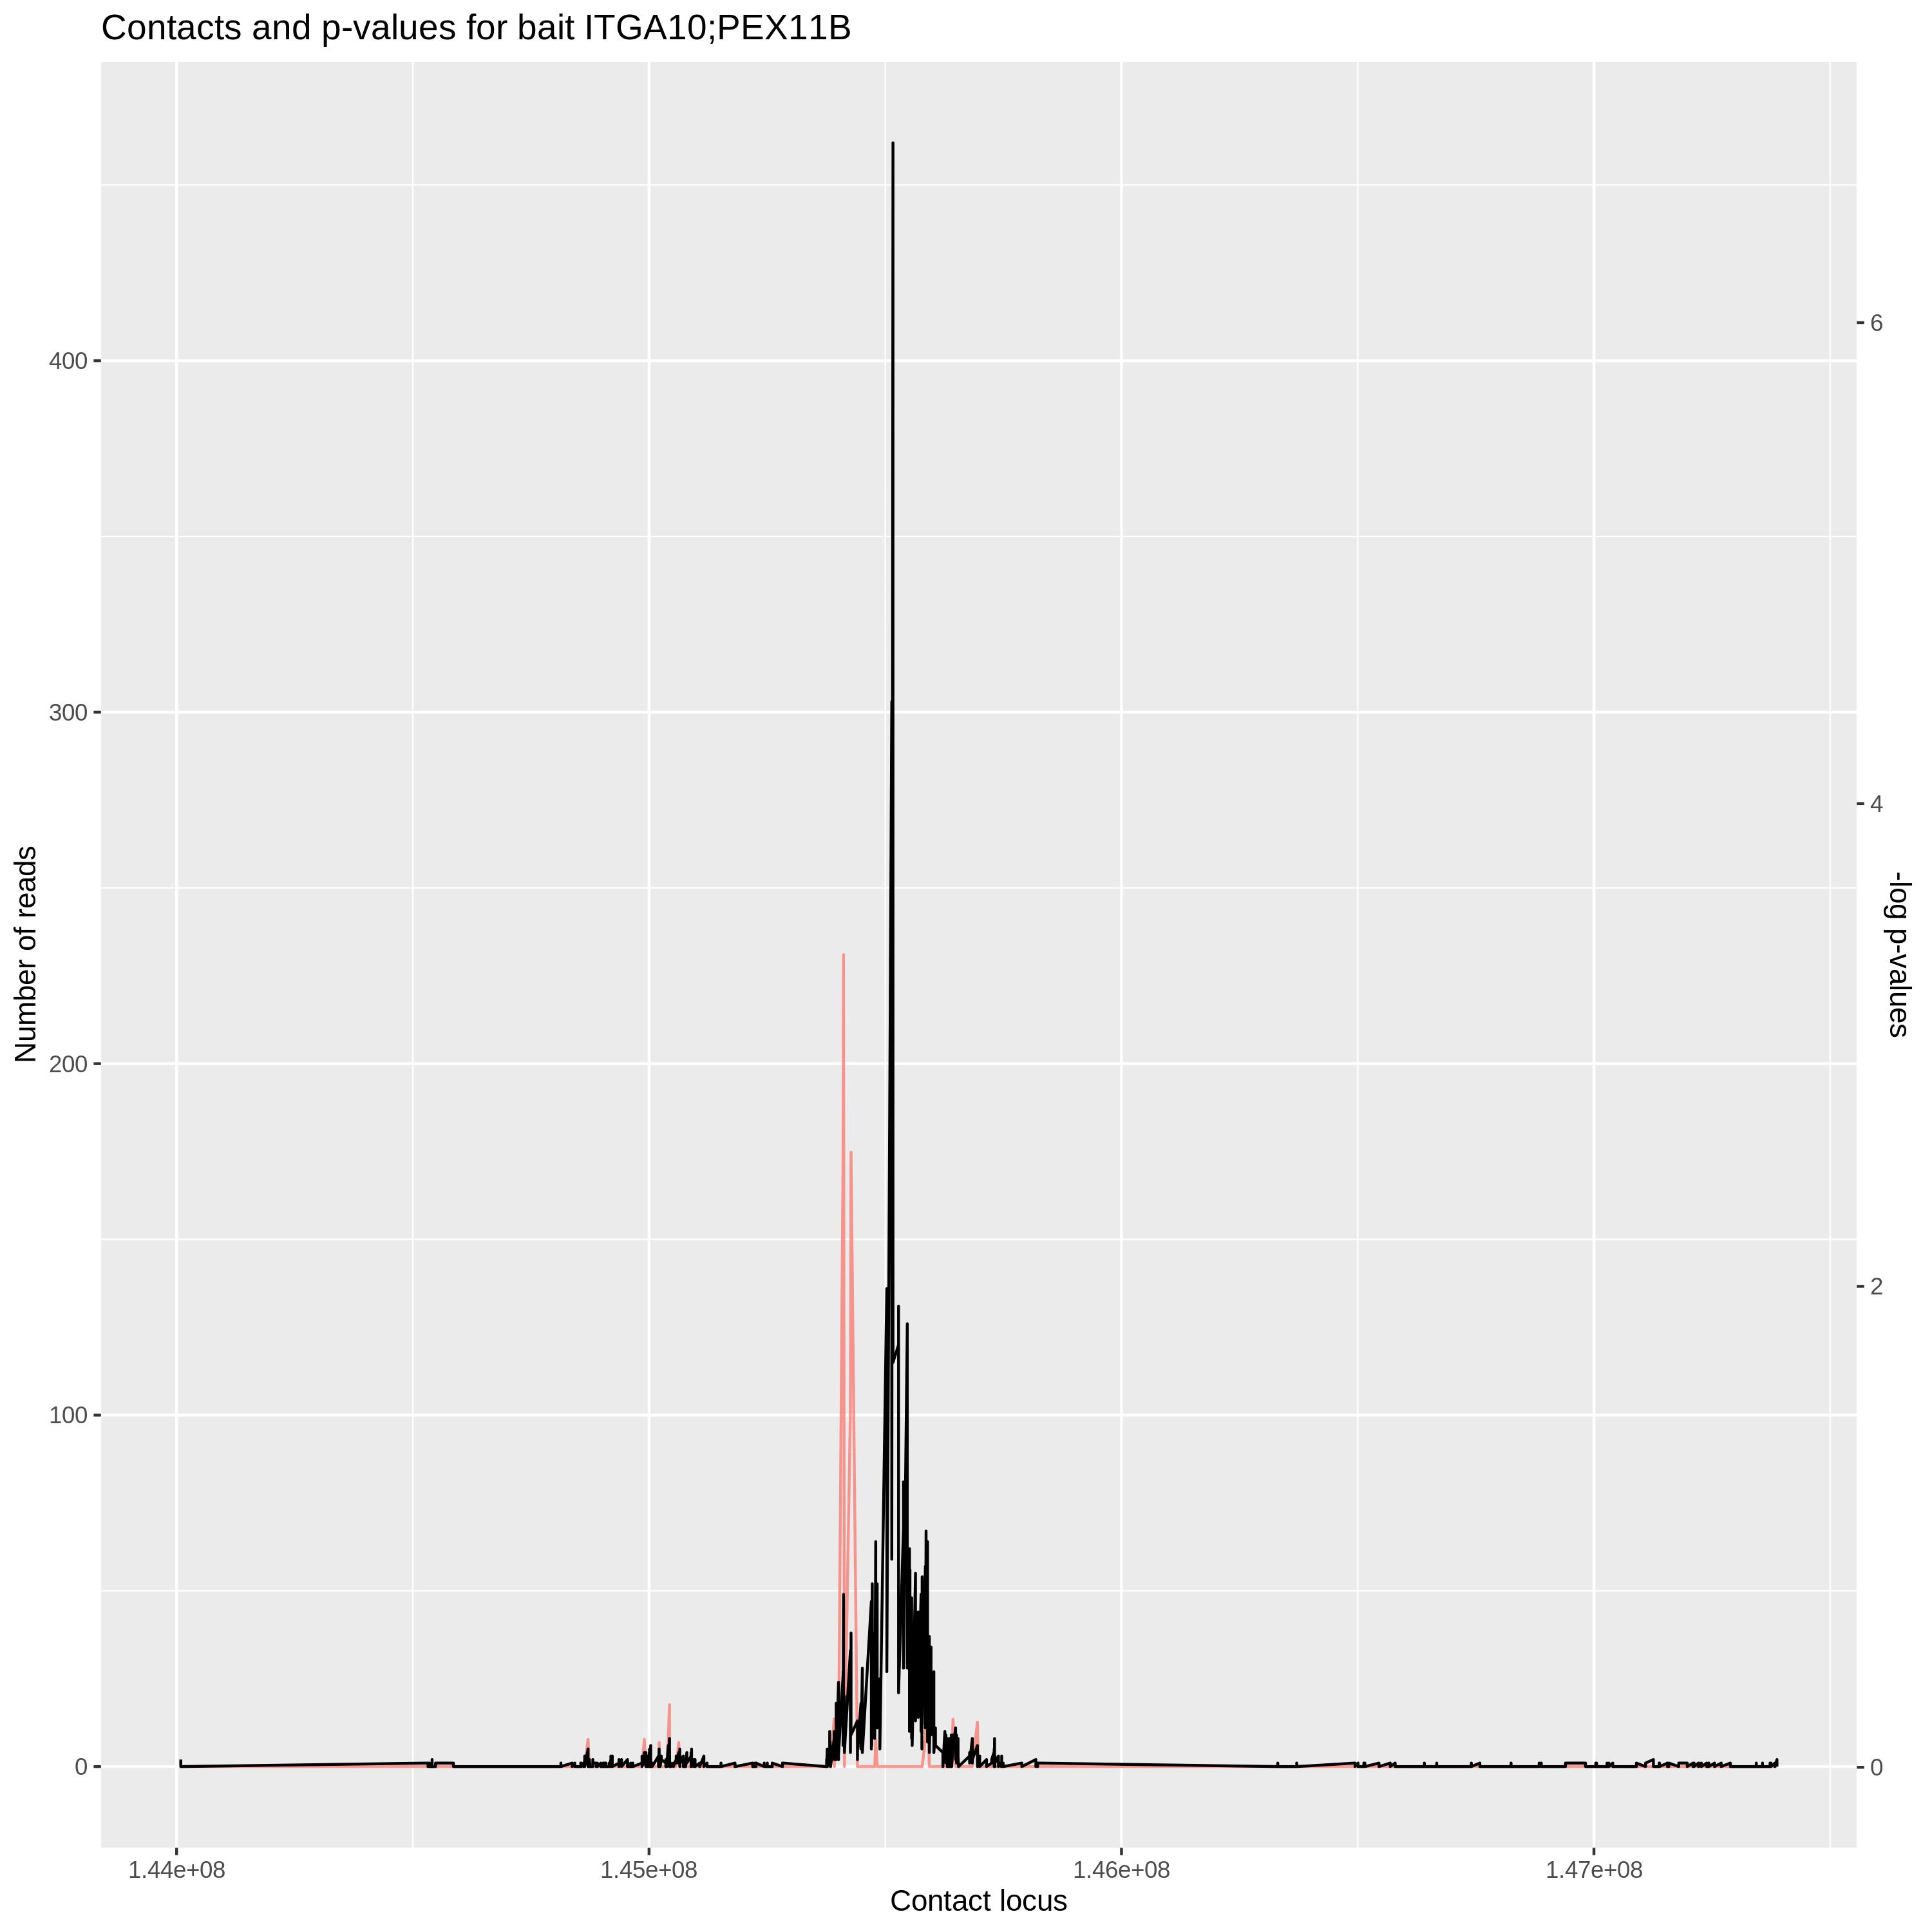 Contacts and p-values for bait ITGA10;PEX11B
Number of reads
400
300
200
100
0
6
4
2
0
-log p-values
1.44e+08
1.45e+08
1.46e+08
1.47e+08
Contact locus